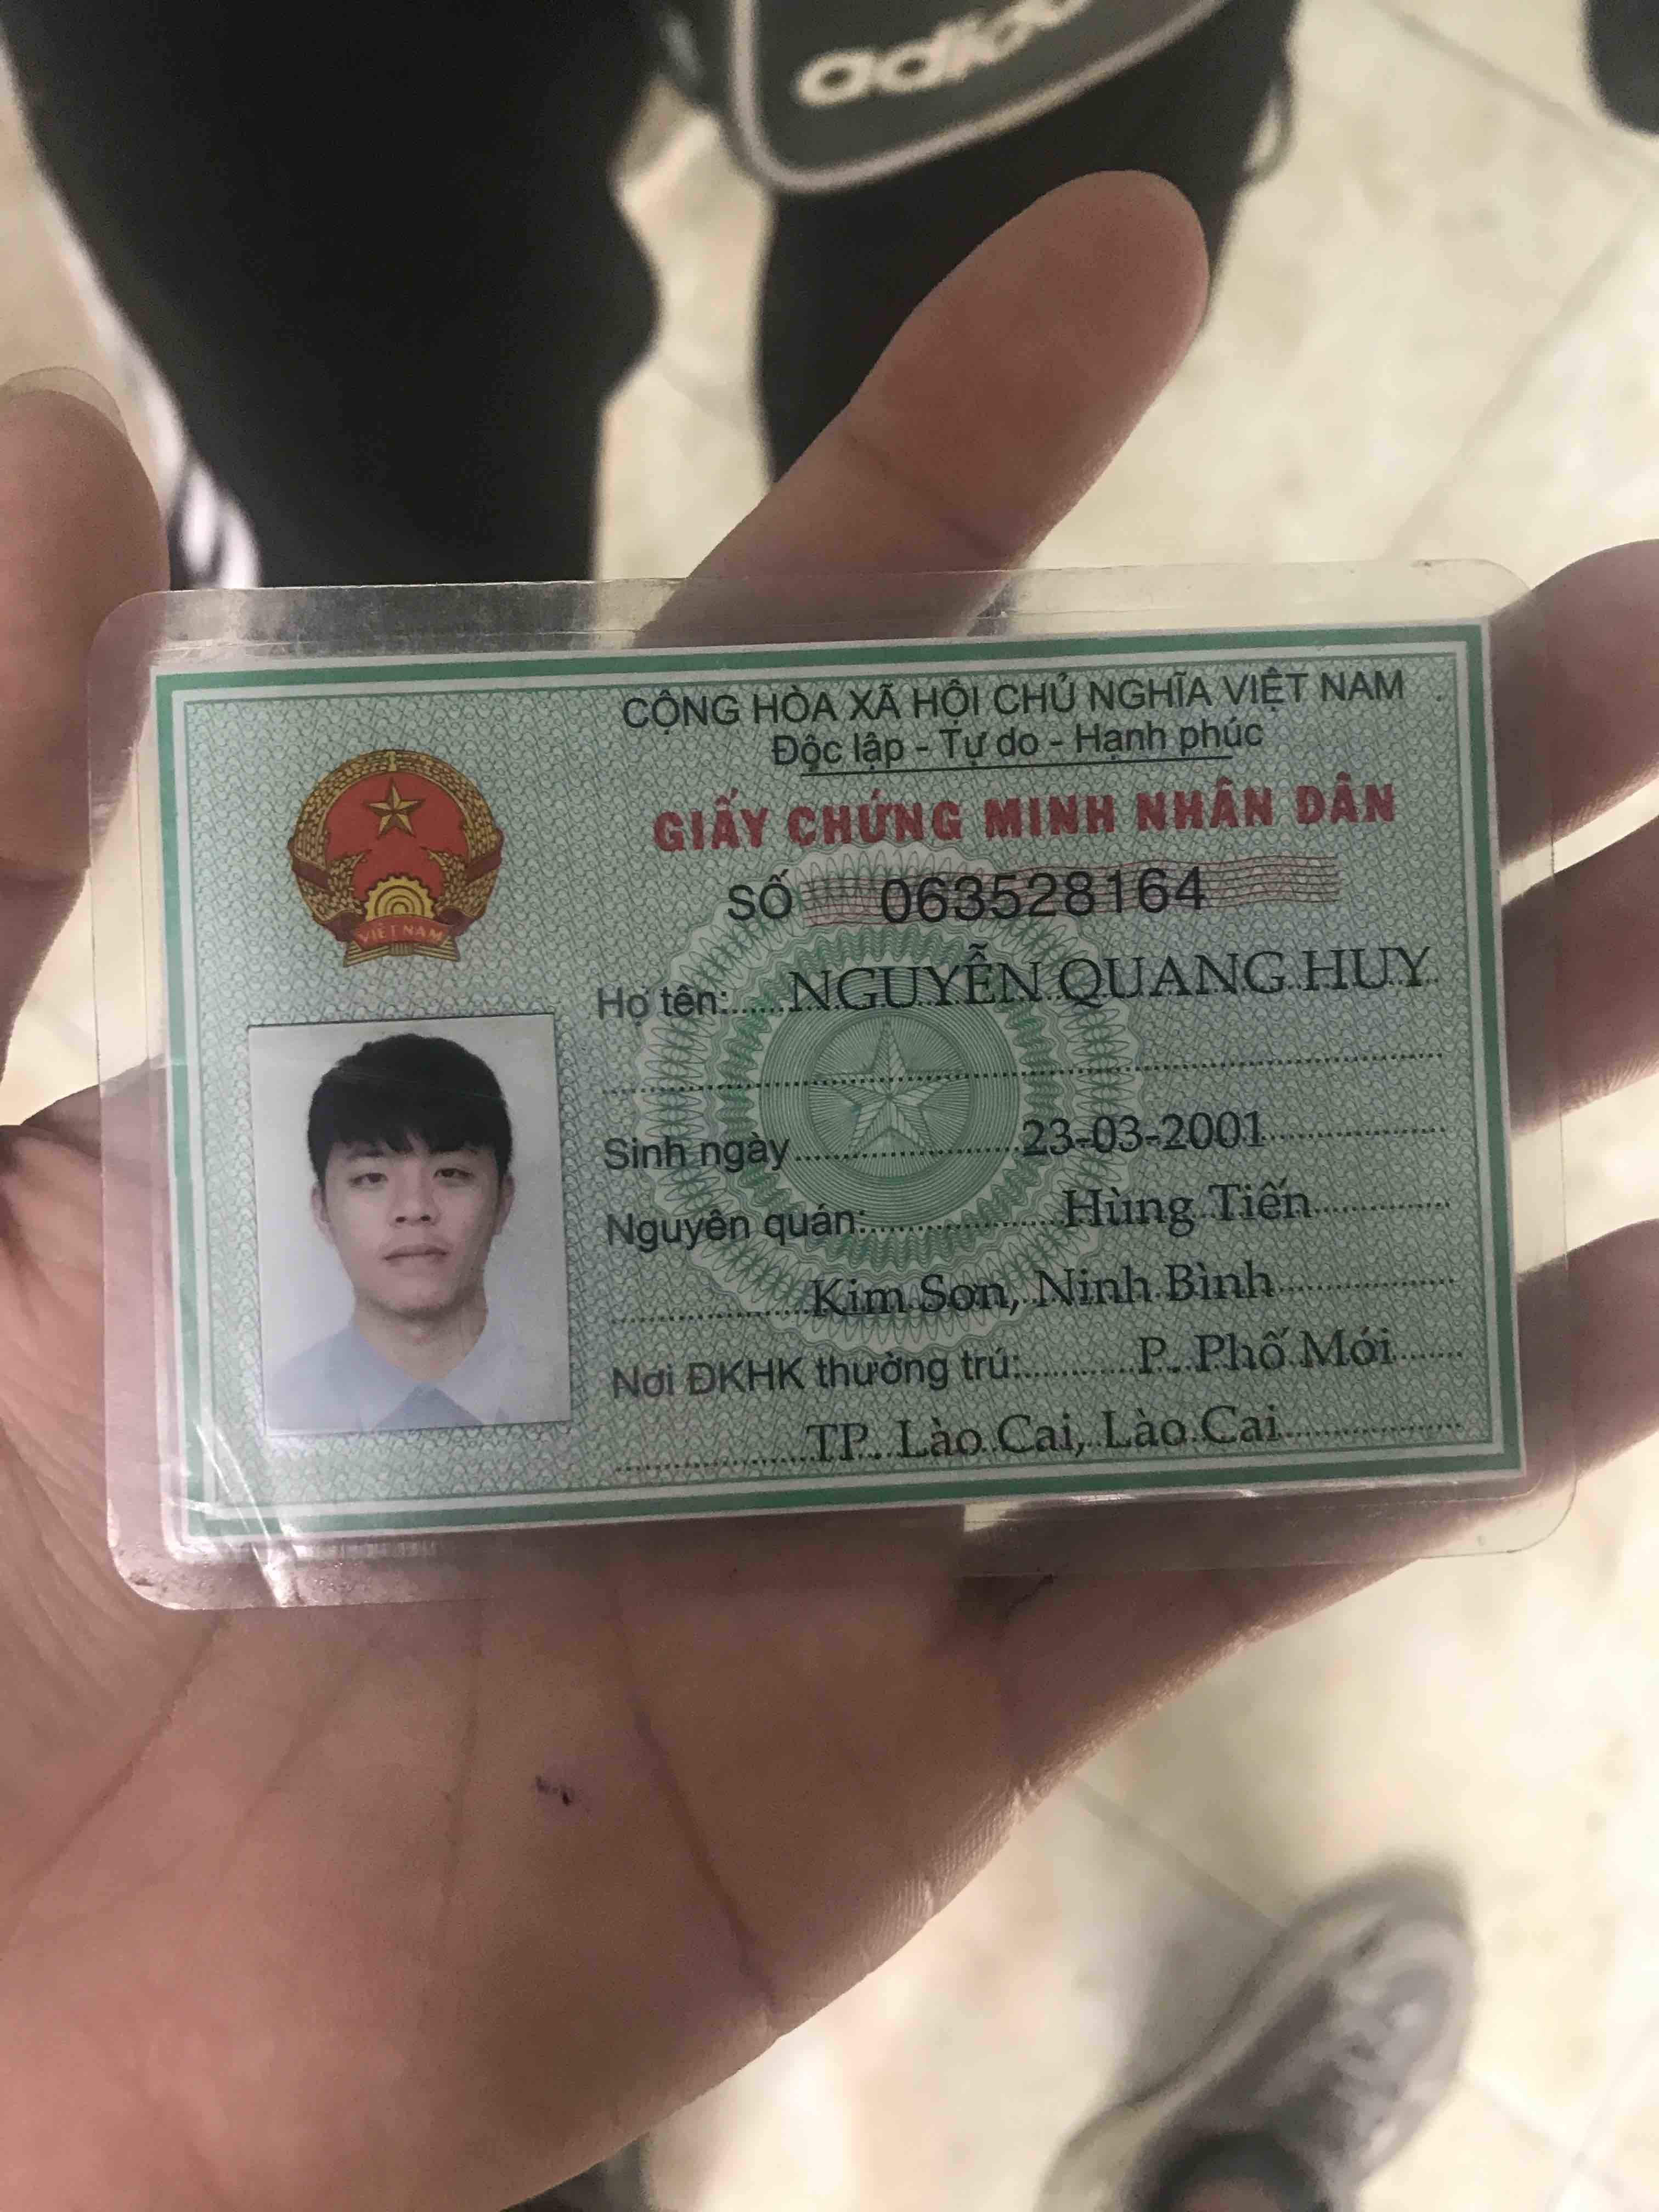 adidas
CỘNG HÒA XÃ HỘI CHỦ NGHĨA VIỆT NAM
Độc lập - Tự do - Hạnh phúc
GIẤY CHỨNG MINH NHÂN DÂN
SỐ 063528164
VIỆT NAM
Họ tên: NGUYỄN QUANG HUY
Sinh ngày 23-03-2001
Nguyên quán: Hùng Tiến
Kim Sơn, Ninh Bình
Nơi ĐKHK thường trú: P. Phố Mới
TP. Lào Cai, Lào Cai